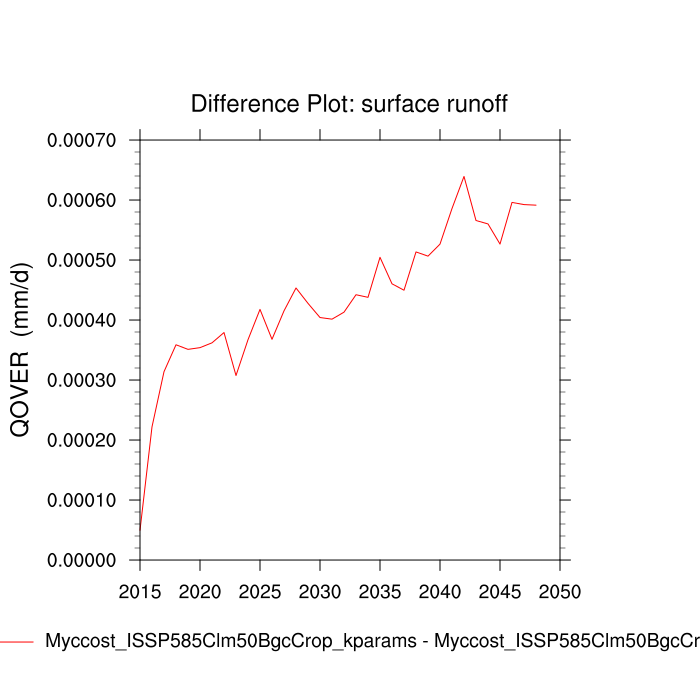 Difference Plot: surface runoff
0.00070
0.00060
0.00050
0.00040
0.00030
0.00020
0.00010
0.00000
QOVER (mm/d)
2015 2020 2025 2030 2035 2040 2045 2050
Myccost_ISSP585Clm50BgcCrop_kparams - Myccost_ISSP585Clm50BgcCr